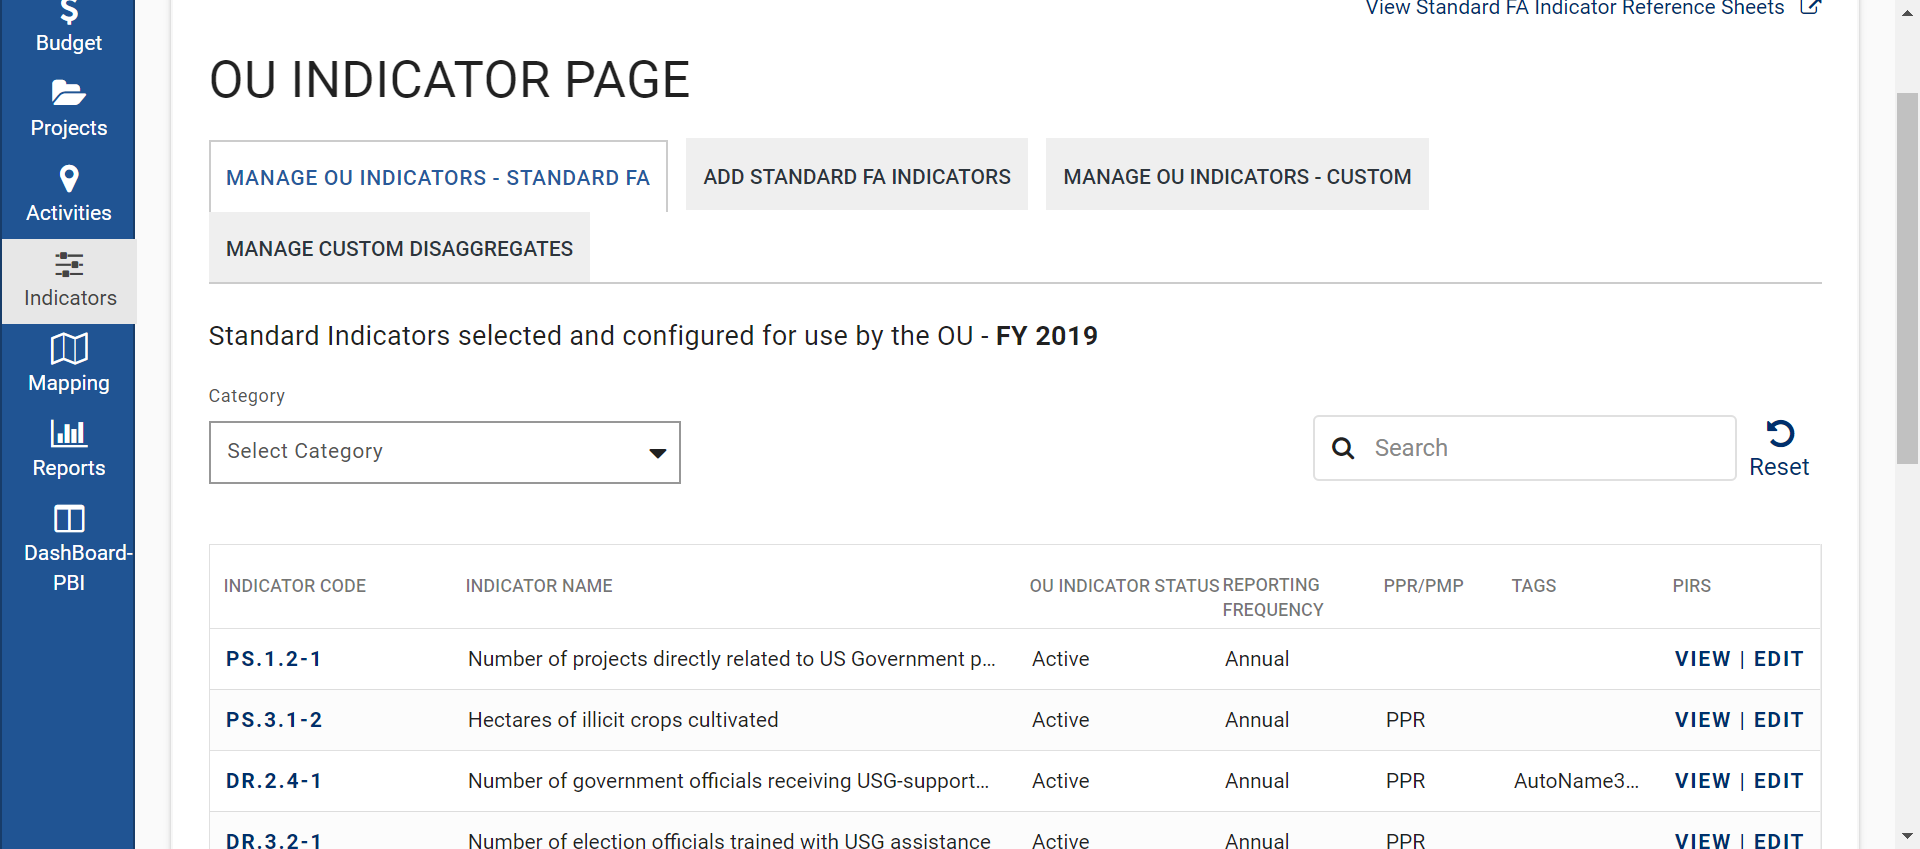 View Standard FA Indicator Reference Sheets
Budget
Projects
Activities
Indicators
Mapping
Reports
DashBoard-
PBI
OU INDICATOR PAGE
MANAGE OU INDICATORS - STANDARD FA
ADD STANDARD FA INDICATORS
MANAGE OU INDICATORS - CUSTOM
MANAGE CUSTOM DISAGGREGATES
Standard Indicators selected and configured for use by the OU - FY 2019
Category
Select Category
Search
Reset
INDICATOR CODE INDICATOR NAME OU INDICATOR STATUS REPORTING FREQUENCY PPR/PMP TAGS PIRS
PS.1.2-1 Number of projects directly related to US Government p... Active Annual VIEW | EDIT
PS.3.1-2 Hectares of illicit crops cultivated Active Annual PPR VIEW | EDIT
DR.2.4-1 Number of government officials receiving USG-support... Active Annual PPR AutoName3... VIEW | EDIT
DR.3.2-1 Number of election officials trained with USG assistance Active Annual PPR VIEW | EDIT